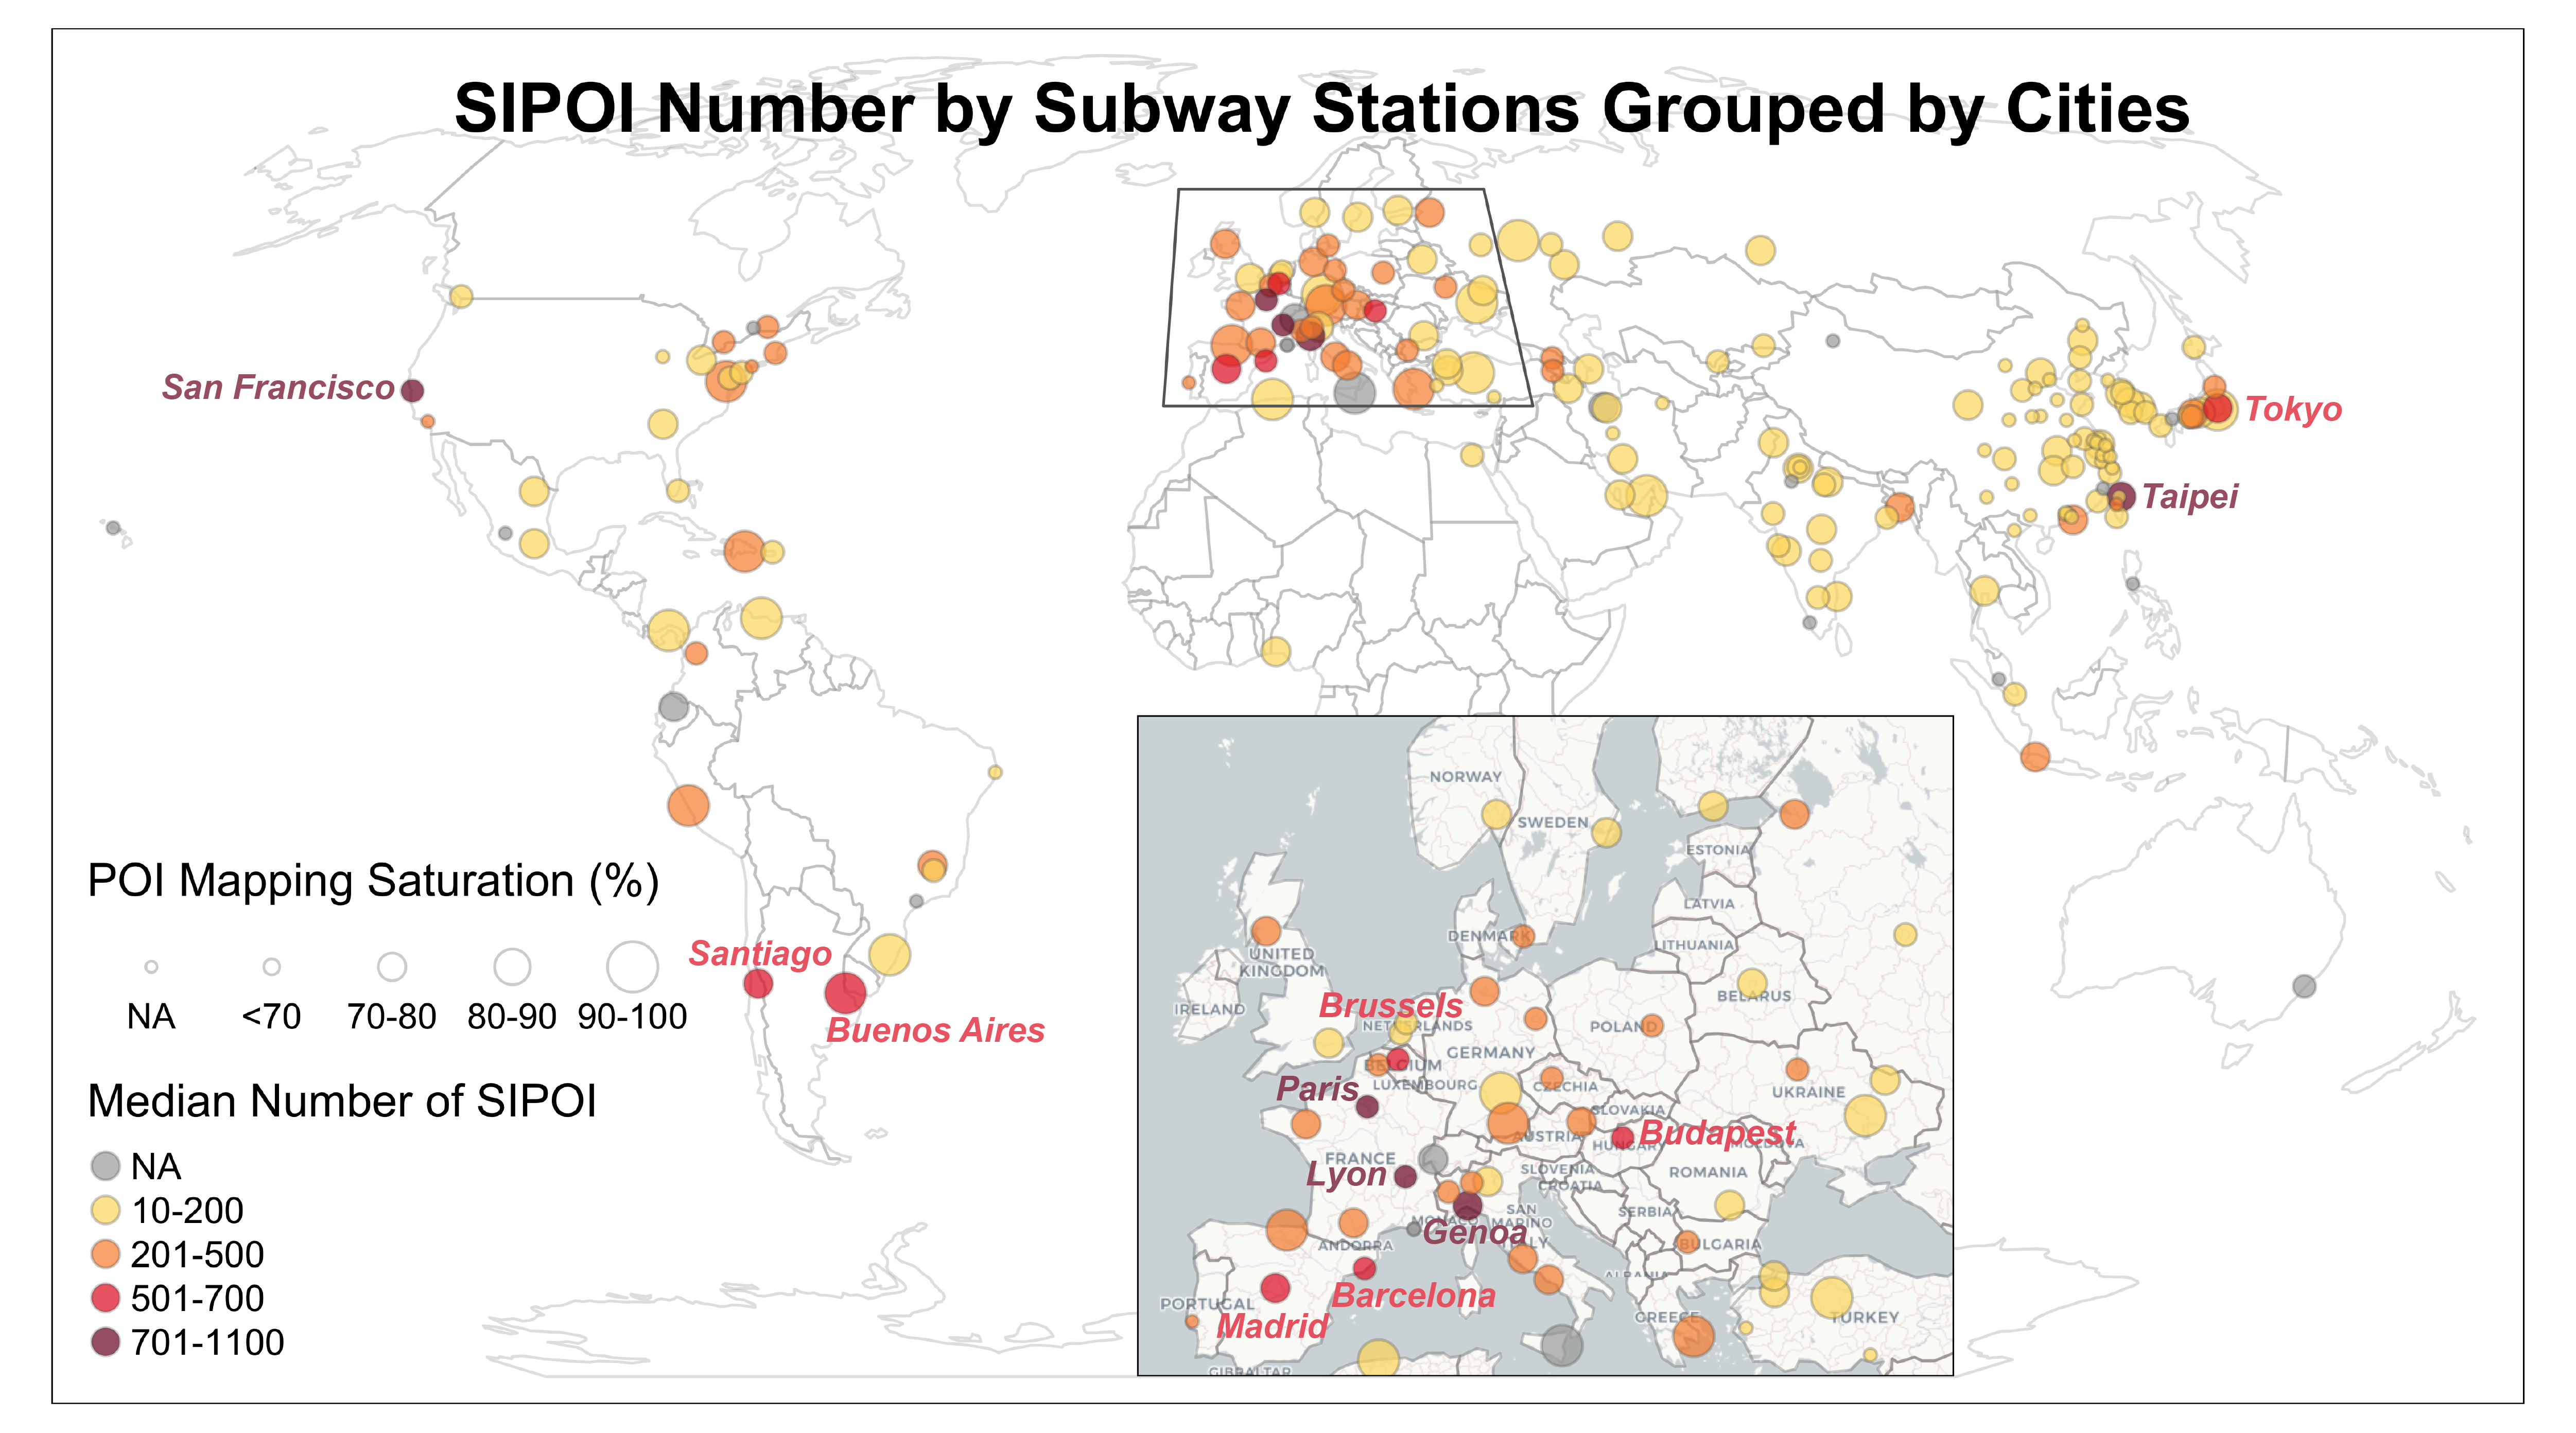 SIPOI Number by Subway Stations Grouped by Cities
San Francisco
Tokyo
Taipei
Santiago
Buenos Aires
POI Mapping Saturation (%)
NA <70 70-80 80-90 90-100
Median Number of SIPOI
NA
10-200
201-500
501-700
701-1100
NORWAY
SWEDEN
ESTONIA
LATVIA
LITHUANIA
DENMARK
UNITED
KINGDOM
IRELAND
Brussels
NETHERLANDS
BELARUS
POLAND
GERMANY
BELGIUM
LUXEMBOURG
Paris
CZECHIA
UKRAINE
SLOVAKIA
Budapest
AUSTRIA
HUNGARY
MOLDOVA
FRANCE
Lyon
SLOVENIA
CROATIA
ROMANIA
SAN
MARINO
MONACO
Genoa
SERBIA
ITALY
ANDORRA
BULGARIA
ALBANIA
Barcelona
PORTUGAL
Madrid
GREECE
TURKEY
GIBRALTAR